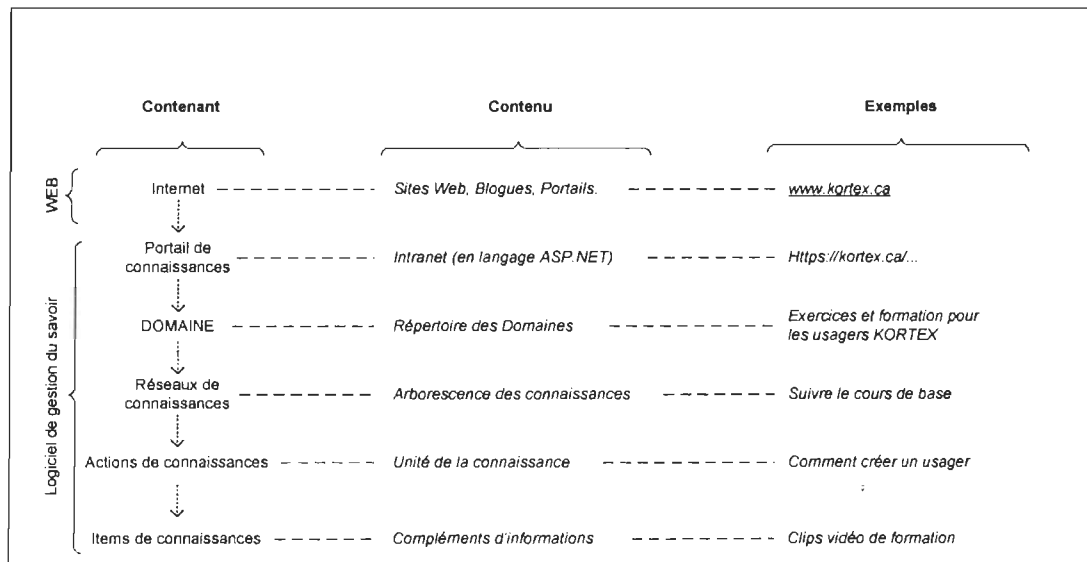 Contenant Contenu Exemples
WEB
Internet Sites Web, Blogues, Portails. www.kortex.ca
Logiciel de gestion du savoir
Portail de
connaissances Intranet (en langage ASP.NET) Https://kortex.ca/...
DOMAINE Répertoire des Domaines Exercices et formation pour
les usagers KORTEX
Réseaux de
connaissances Arborescence des connaissances Suivre le cours de base
Actions de connaissances Unité de la connaissance Comment créer un usager
Items de connaissances Compléments d'informations Clips vidéo de formation